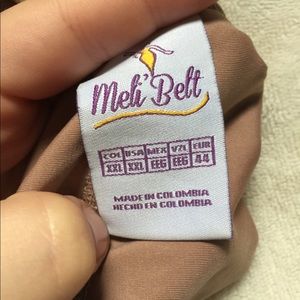 Meli' Belt
COL USA MEX VZL EUR
XXL XXL EEG EEG 44
MADE IN COLOMBIA
HECHO EN COLOMBIA